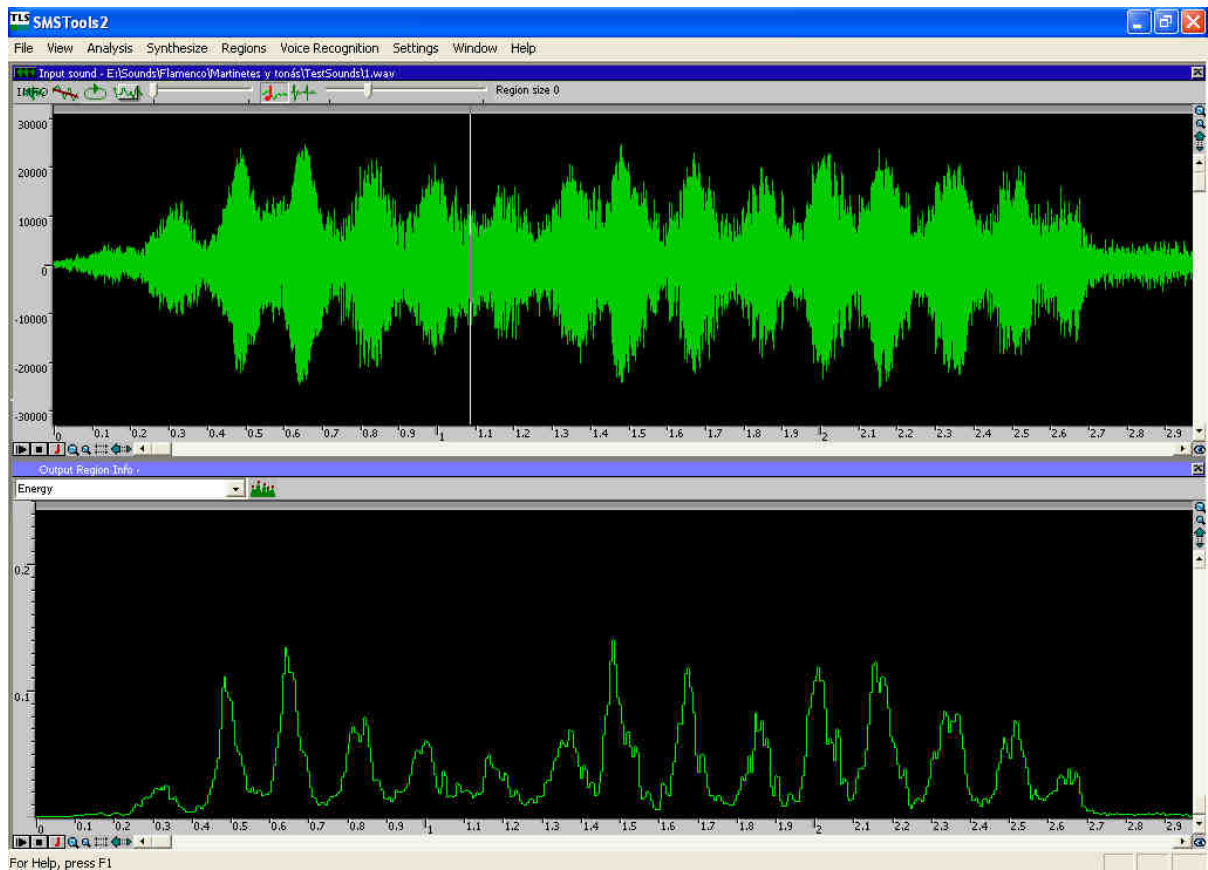 TLS SMSTools2
File View Analysis Synthesize Regions Voice Recognition Settings Window Help
Input sound - E:\Sounds\Flamenco\Martinetes y tonás\TestSounds\1.wav
Region size 0
30000
20000
10000
0
-10000
-20000
-30000
0 0.1 0.2 0.3 0.4 0.5 0.6 0.7 0.8 0.9 1 1.1 1.2 1.3 1.4 1.5 1.6 1.7 1.8 1.9 2 2.1 2.2 2.3 2.4 2.5 2.6 2.7 2.8 2.9
Output Region Info -
Energy
0.2
0.1
0 0.1 0.2 0.3 0.4 0.5 0.6 0.7 0.8 0.9 1 1.1 1.2 1.3 1.4 1.5 1.6 1.7 1.8 1.9 2 2.1 2.2 2.3 2.4 2.5 2.6 2.7 2.8 2.9
For Help, press F1